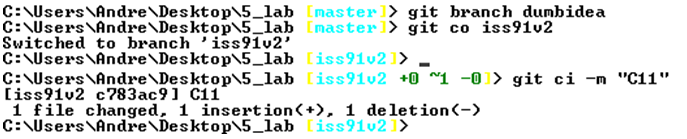 C:\Users\Andre\Desktop\5_lab [master]> git branch dumbidea
C:\Users\Andre\Desktop\5_lab [master]> git co iss91v2
Switched to branch 'iss91v2'
C:\Users\Andre\Desktop\5_lab [iss91v2]> _
C:\Users\Andre\Desktop\5_lab [iss91v2 +0 ~1 -0]> git ci -m "C11"
[iss91v2 c783ac9] C11
 1 file changed, 1 insertion(+), 1 deletion(-)
C:\Users\Andre\Desktop\5_lab [iss91v2]>